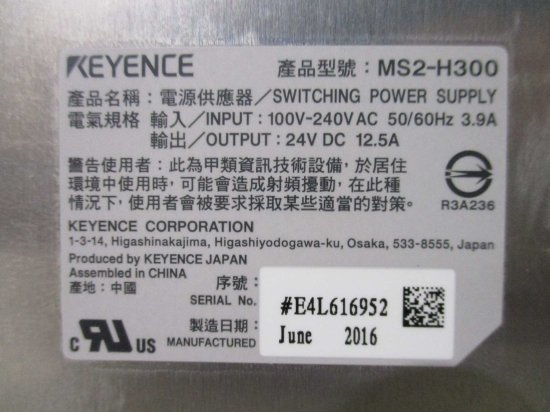 KEYENCE 產品型號：MS2-H300
產品名稱：電源供應器／SWITCHING POWER SUPPLY
電氣規格 輸入／INPUT：100V-240V AC 50/60Hz 3.9A
輸出／OUTPUT：24V DC 12.5A
警告使用者：此為甲類資訊技術設備，於居住
環境中使用時，可能會造成射頻擾動，在此種
情況下，使用者會被要求採取某些適當的對策。
R3A236
KEYENCE CORPORATION
1-3-14, Higashinakajima, Higashiyodogawa-ku, Osaka, 533-8555, Japan
Produced by KEYENCE JAPAN
Assembled in CHINA
產地：中國
序號：
SERIAL No.
#E4L616952
製造日期：
MANUFACTURED
June 2016
c RU US